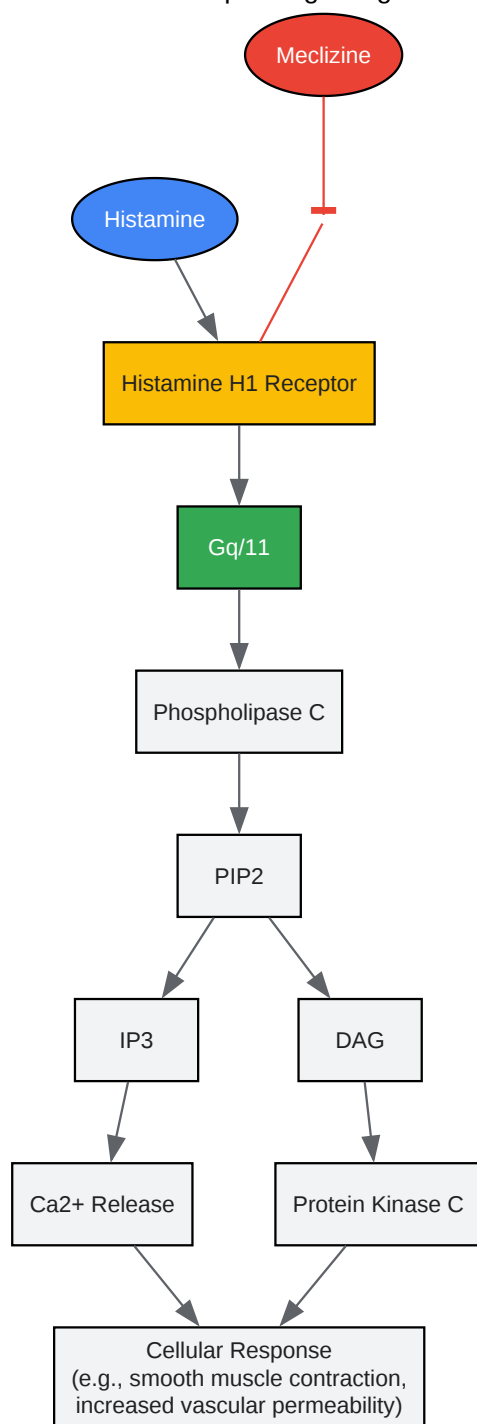 Meclizine
Histamine
Histamine H1 Receptor
Gq/11
Phospholipase C
PIP2
IP3
DAG
Ca2+ Release
Protein Kinase C
Cellular Response
(e.g., smooth muscle contraction,
increased vascular permeability)